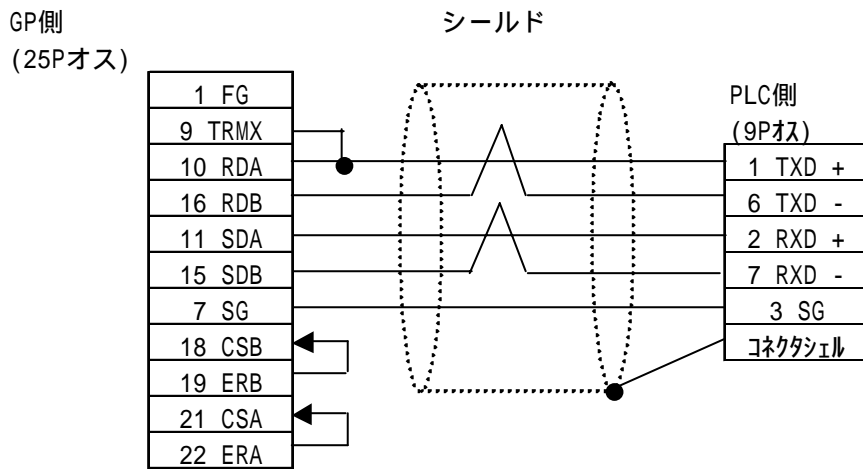 GP側
(25Pオス)
シールド
1 FG
9 TRMX
10 RDA
16 RDB
11 SDA
15 SDB
7 SG
18 CSB
19 ERB
21 CSA
22 ERA
PLC側
(9Pｵｽ)
1 TXD +
6 TXD -
2 RXD +
7 RXD -
3 SG
ｺﾈｸﾀｼｪﾙ